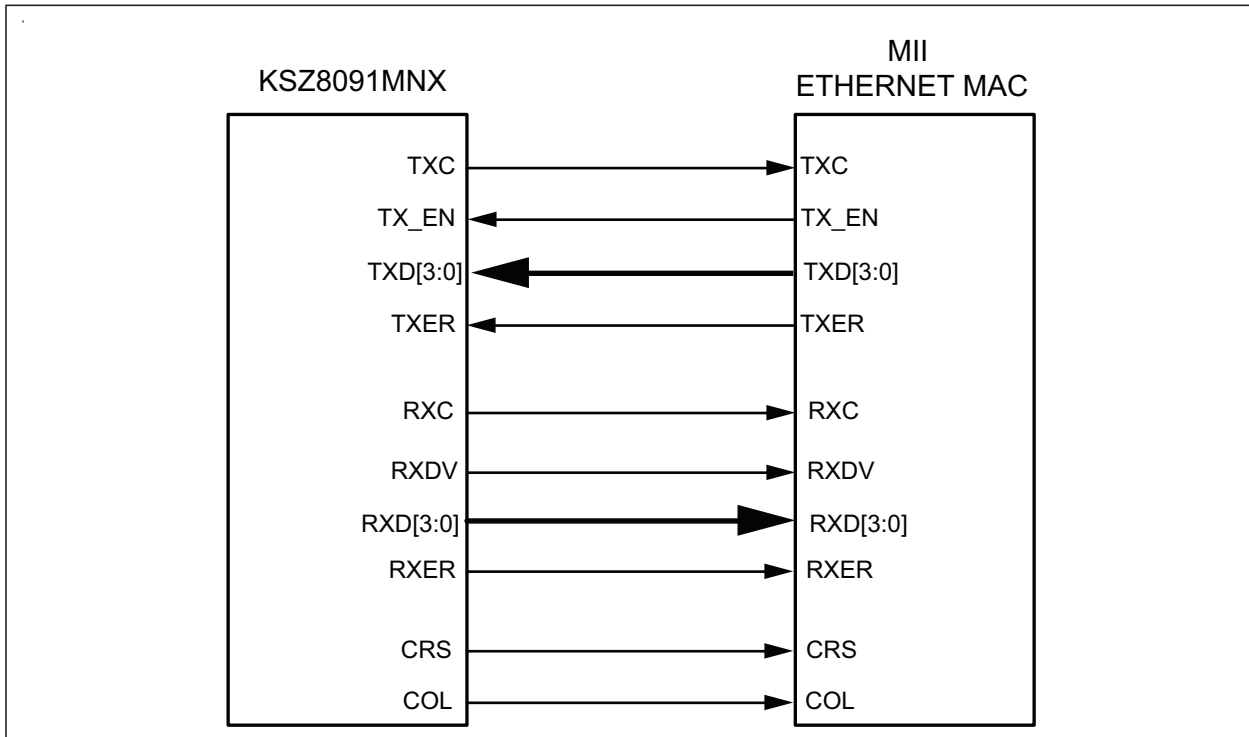 KSZ8091MNX
MII
ETHERNET MAC
TXC TXC
TX_EN TX_EN
TXD[3:0] TXD[3:0]
TXER TXER
RXC RXC
RXDV RXDV
RXD[3:0] RXD[3:0]
RXER RXER
CRS CRS
COL COL